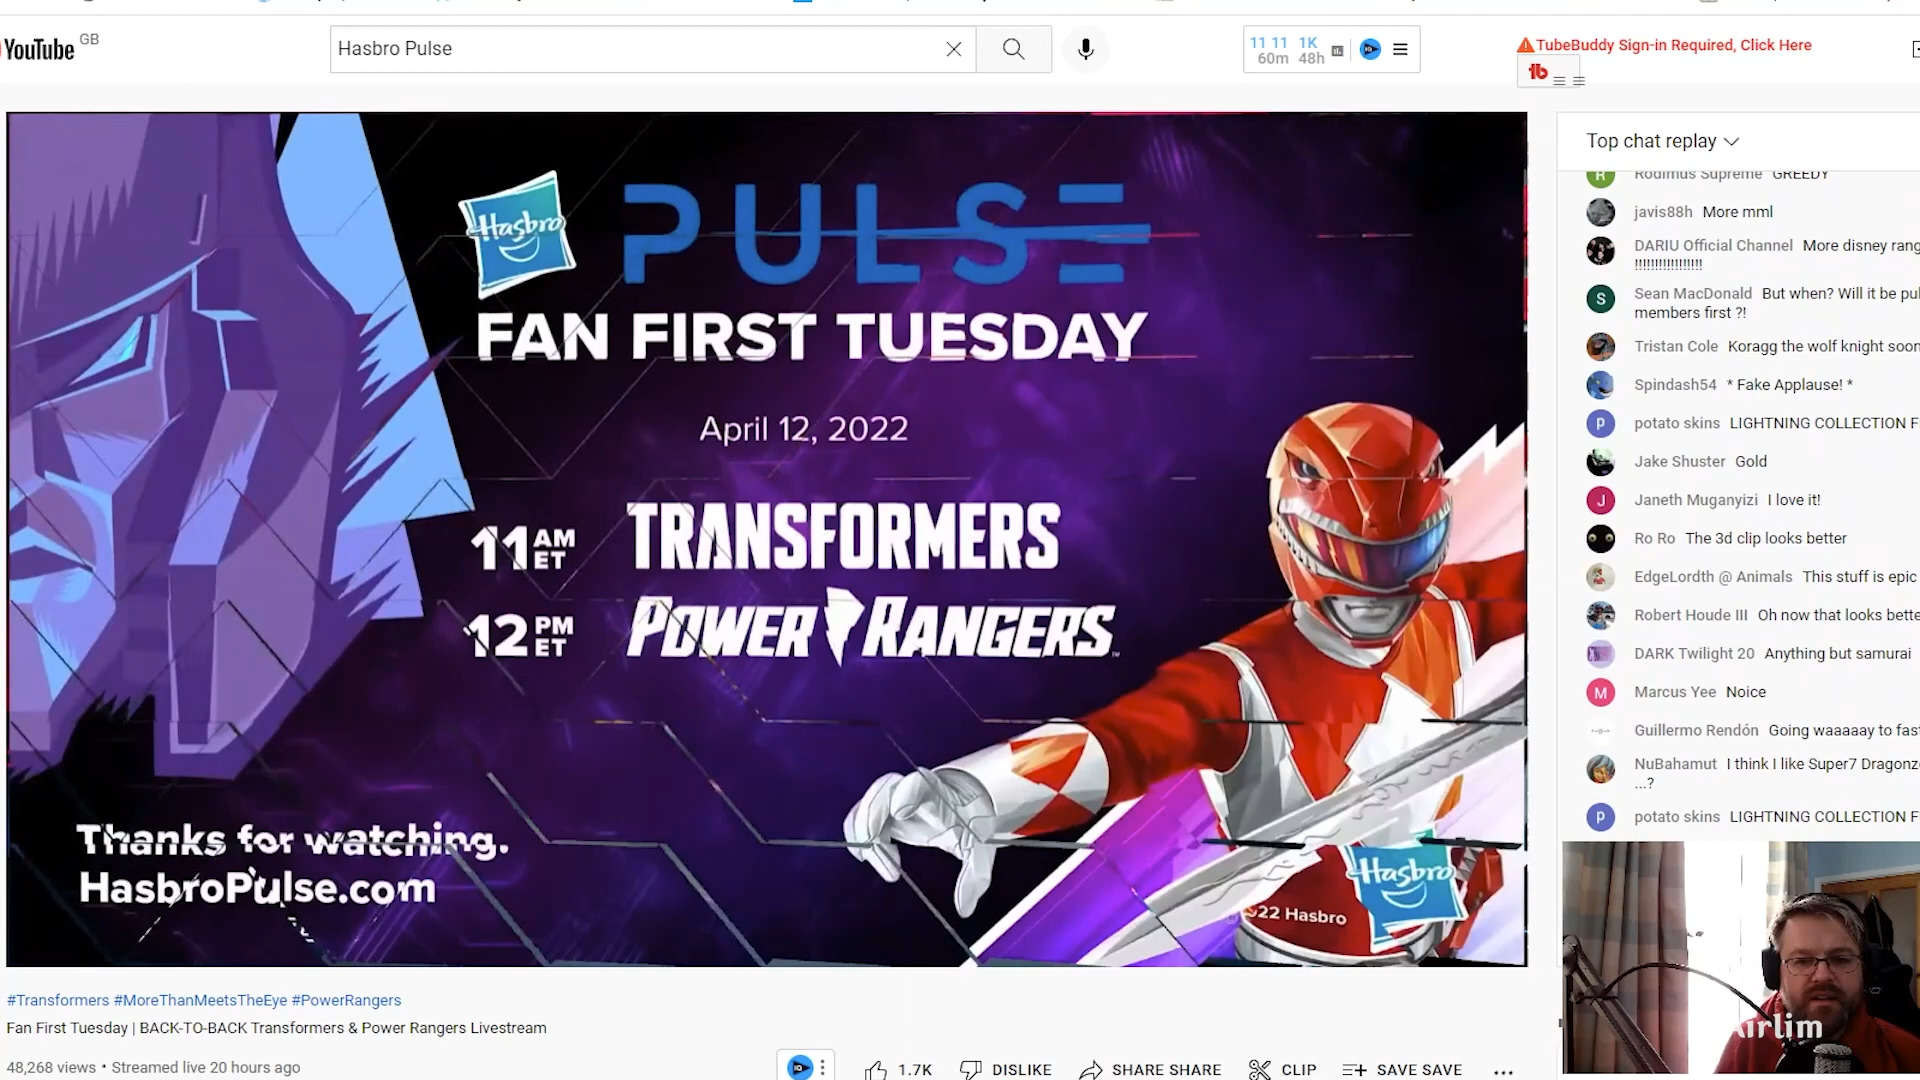 YouTube GB
Hasbro Pulse
11 11 1K
60m 48h
TubeBuddy Sign-in Required, Click Here
tb
Hasbro PULSE
FAN FIRST TUESDAY
April 12, 2022
11 AM ET TRANSFORMERS
12 PM ET POWER RANGERS
Thanks for watching.
HasbroPulse.com
22 Hasbro
Hasbro
Top chat replay
R Rodimus Supreme GREEDY
javis88h More mml
DARIU Official Channel More disney rang
!!!!!!!!!!!!!!!!!
S Sean MacDonald But when? Will it be pul
members first ?!
Tristan Cole Koragg the wolf knight soon
Spindash54 * Fake Applause! *
p potato skins LIGHTNING COLLECTION F
Jake Shuster Gold
J Janeth Muganyizi I love it!
Ro Ro The 3d clip looks better
EdgeLordth @ Animals This stuff is epic
Robert Houde III Oh now that looks bette
DARK Twilight 20 Anything but samurai
M Marcus Yee Noice
Guillermo Rendón Going waaaaay to fast
NuBahamut I think I like Super7 Dragonz
...?
p potato skins LIGHTNING COLLECTION F
Airlim
#Transformers #MoreThanMeetsTheEye #PowerRangers
Fan First Tuesday | BACK-TO-BACK Transformers & Power Rangers Livestream
48,268 views • Streamed live 20 hours ago
1.7K DISLIKE SHARE SHARE CLIP SAVE SAVE